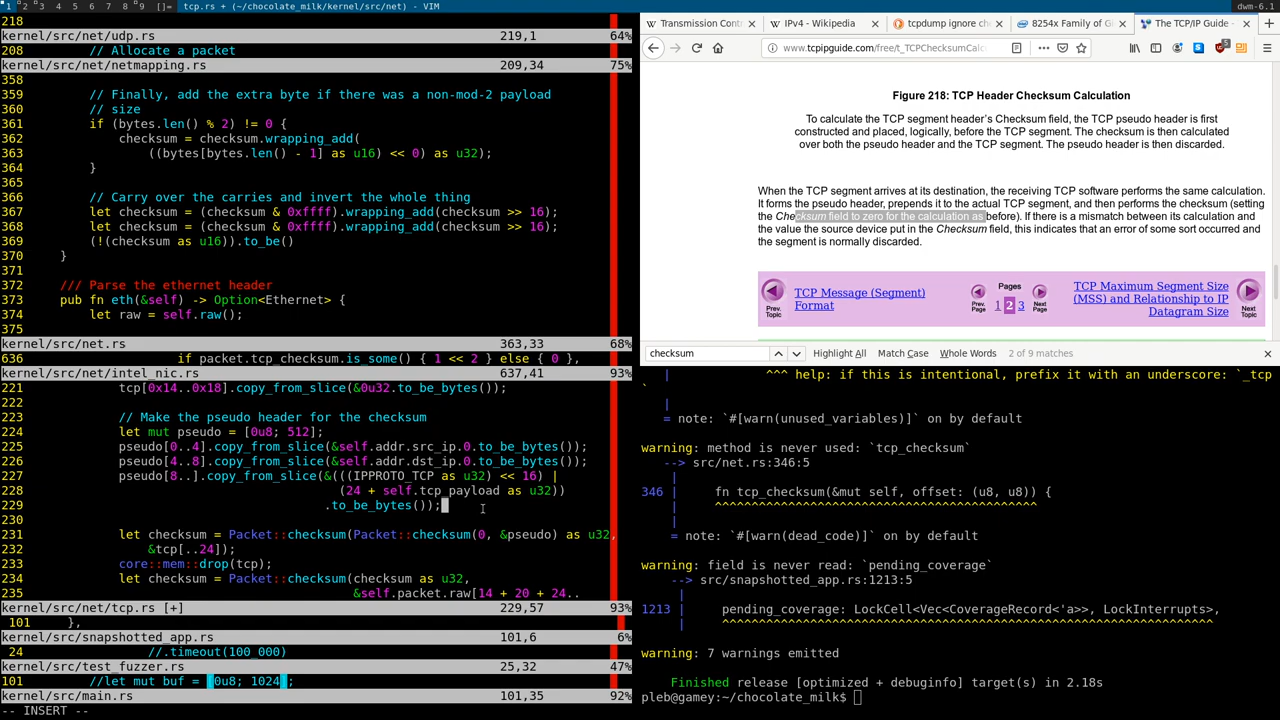 1 2 3 4 5 6 7 8 9 []= tcp.rs + (~/chocolate_milk/kernel/src/net) - VIM
dwm-6.1
218
kernel/src/net/udp.rs 219,1 64%
208 // Allocate a packet
kernel/src/net/netmapping.rs 209,34 75%
358
359 // Finally, add the extra byte if there was a non-mod-2 payload
360 // size
361 if (bytes.len() % 2) != 0 {
362 checksum = checksum.wrapping_add(
363 ((bytes[bytes.len() - 1] as u16) << 0) as u32);
364 }
365
366 // Carry over the carries and invert the whole thing
367 let checksum = (checksum & 0xffff).wrapping_add(checksum >> 16);
368 let checksum = (checksum & 0xffff).wrapping_add(checksum >> 16);
369 (!(checksum as u16)).to_be()
370 }
371
372 /// Parse the ethernet header
373 pub fn eth(&self) -> Option<Ethernet> {
374 let raw = self.raw();
375
kernel/src/net.rs 363,33 68%
636 if packet.tcp_checksum.is_some() { 1 << 2 } else { 0 },
kernel/src/net/intel_nic.rs 637,41 93%
221 tcp[0x14..0x18].copy_from_slice(&0u32.to_be_bytes());
222
223 // Make the pseudo header for the checksum
224 let mut pseudo = [0u8; 512];
225 pseudo[0..4].copy_from_slice(&self.addr.src_ip.0.to_be_bytes());
226 pseudo[4..8].copy_from_slice(&self.addr.dst_ip.0.to_be_bytes());
227 pseudo[8..].copy_from_slice(&(((IPPROTO_TCP as u32) << 16) |
228 (24 + self.tcp_payload as u32))
229 .to_be_bytes());
230
231 let checksum = Packet::checksum(Packet::checksum(0, &pseudo) as u32,
232 &tcp[..24]);
233 core::mem::drop(tcp);
234 let checksum = Packet::checksum(checksum as u32,
235 &self.packet.raw[14 + 20 + 24..
kernel/src/net/tcp.rs [+] 229,57 93%
101 },
kernel/src/snapshotted_app.rs 101,6 6%
24 //.timeout(100_000)
kernel/src/test_fuzzer.rs 25,32 47%
101 //let mut buf = [0u8; 1024];
kernel/src/main.rs 101,35 92%
-- INSERT --
Transmission Cont
IPv4 - Wikipedia
tcpdump ignore ch
8254x Family of Gi
The TCP/IP Guide -
www.tcpipguide.com/free/t_TCPChecksumCalc
5
Figure 218: TCP Header Checksum Calculation
To calculate the TCP segment header's Checksum field, the TCP pseudo header is first
constructed and placed, logically, before the TCP segment. The checksum is then calculated
over both the pseudo header and the TCP segment. The pseudo header is then discarded.
When the TCP segment arrives at its destination, the receiving TCP software performs the same calculation.
It forms the pseudo header, prepends it to the actual TCP segment, and then performs the checksum (setting
the Checksum field to zero for the calculation as before). If there is a mismatch between its calculation and
the value the source device put in the Checksum field, this indicates that an error of some sort occurred and
the segment is normally discarded.
Prev. Topic
TCP Message (Segment) Format
Prev. Page
Pages
1 2 3
Next Page
TCP Maximum Segment Size (MSS) and Relationship to IP Datagram Size
Next Topic
checksum
Highlight All
Match Case
Whole Words
2 of 9 matches
| ^^^ help: if this is intentional, prefix it with an underscore: `_tcp
`
|
= note: `#[warn(unused_variables)]` on by default
warning: method is never used: `tcp_checksum`
--> src/net.rs:346:5
|
346 | fn tcp_checksum(&mut self, offset: (u8, u8)) {
| ^^^^^^^^^^^^^^^^^^^^^^^^^^^^^^^^^^^^^^^^^^^^
|
= note: `#[warn(dead_code)]` on by default
warning: field is never read: `pending_coverage`
--> src/snapshotted_app.rs:1213:5
|
1213 | pending_coverage: LockCell<Vec<CoverageRecord<'a>>, LockInterrupts>,
| ^^^^^^^^^^^^^^^^^^^^^^^^^^^^^^^^^^^^^^^^^^^^^^^^^^^^^^^^^^^^^^^^^^^
warning: 7 warnings emitted
Finished release [optimized + debuginfo] target(s) in 2.18s
pleb@gamey:~/chocolate_milk$